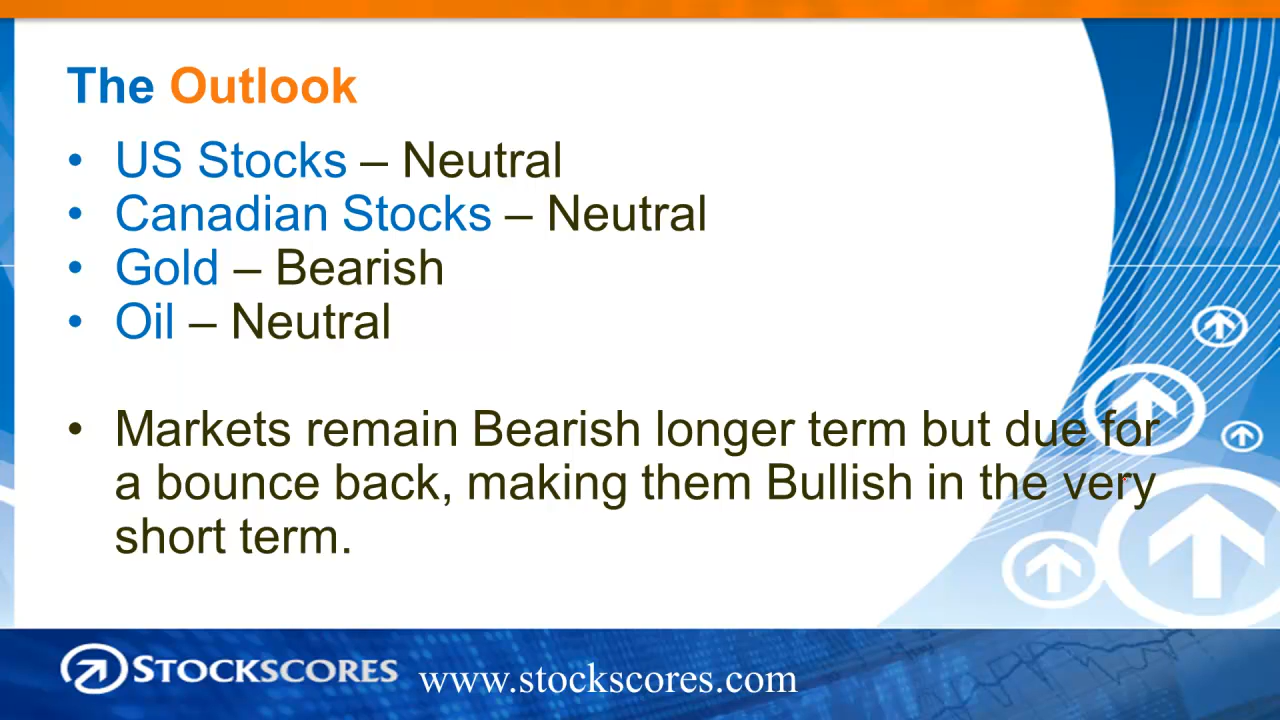 The Outlook
• US Stocks – Neutral
• Canadian Stocks – Neutral
• Gold – Bearish
• Oil – Neutral
• Markets remain Bearish longer term but due for
a bounce back, making them Bullish in the very
short term.
STOCKSCORES
www.stockscores.com